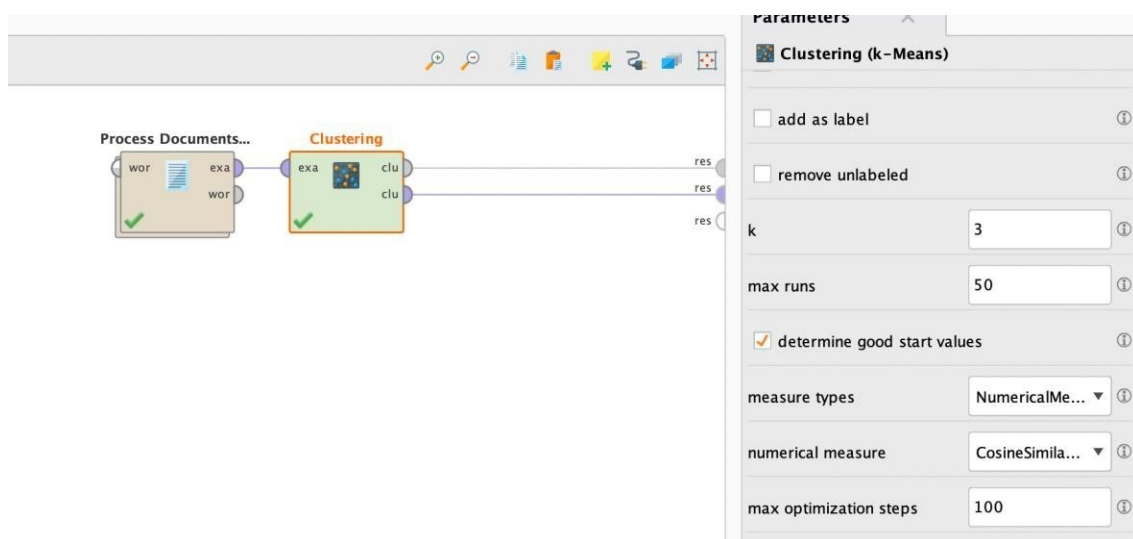 Parameters
Clustering (k-Means)
add as label
remove unlabeled
k
3
max runs
50
determine good start values
measure types
NumericalMe...
numerical measure
CosineSimila...
max optimization steps
100
Process Documents...
wor
exa
wor
Clustering
exa
clu
clu
res
res
res